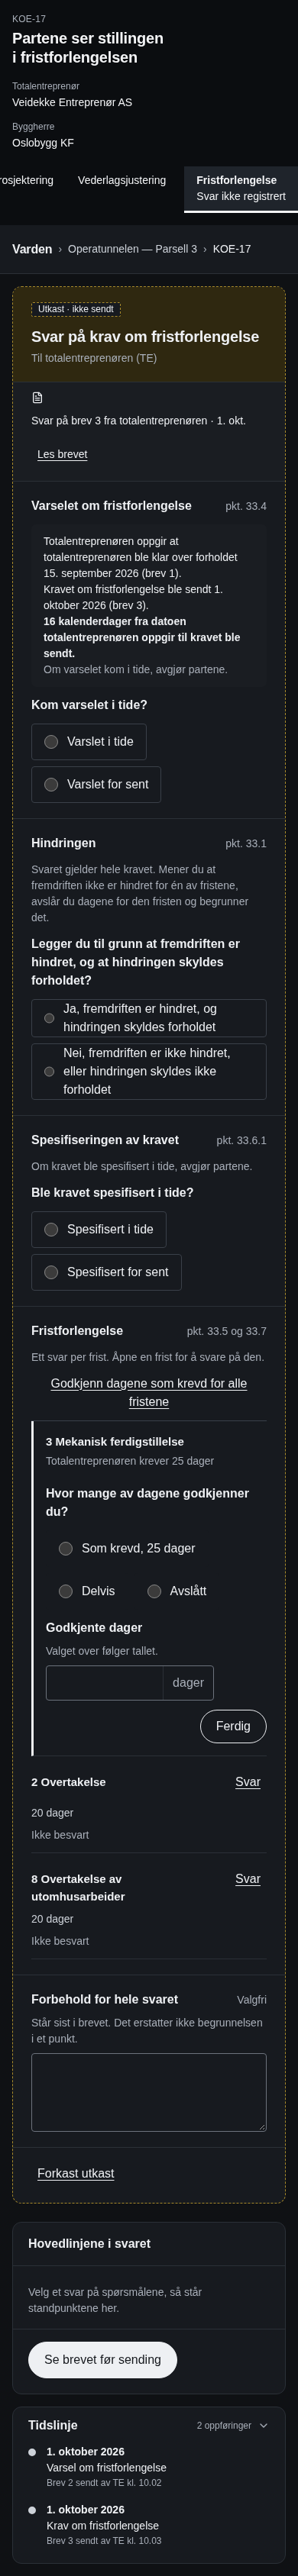 KOE-17
Partene ser stillingen
i fristforlengelsen
Totalentreprenør
Veidekke Entreprenør AS
Byggherre
Oslobygg KF
rosjektering
Vederlagsjustering
Fristforlengelse
Svar ikke registrert
Varden › Operatunnelen — Parsell 3 › KOE-17
Utkast · ikke sendt
Svar på krav om fristforlengelse
Til totalentreprenøren (TE)
Svar på brev 3 fra totalentreprenøren · 1. okt.
Les brevet
Varselet om fristforlengelse pkt. 33.4
Totalentreprenøren oppgir at
totalentreprenøren ble klar over forholdet
15. september 2026 (brev 1).
Kravet om fristforlengelse ble sendt 1.
oktober 2026 (brev 3).
16 kalenderdager fra datoen
totalentreprenøren oppgir til kravet ble
sendt.
Om varselet kom i tide, avgjør partene.
Kom varselet i tide?
Varslet i tide
Varslet for sent
Hindringen pkt. 33.1
Svaret gjelder hele kravet. Mener du at
fremdriften ikke er hindret for én av fristene,
avslår du dagene for den fristen og begrunner
det.
Legger du til grunn at fremdriften er
hindret, og at hindringen skyldes
forholdet?
Ja, fremdriften er hindret, og
hindringen skyldes forholdet
Nei, fremdriften er ikke hindret,
eller hindringen skyldes ikke
forholdet
Spesifiseringen av kravet pkt. 33.6.1
Om kravet ble spesifisert i tide, avgjør partene.
Ble kravet spesifisert i tide?
Spesifisert i tide
Spesifisert for sent
Fristforlengelse pkt. 33.5 og 33.7
Ett svar per frist. Åpne en frist for å svare på den.
Godkjenn dagene som krevd for alle
fristene
3 Mekanisk ferdigstillelse
Totalentreprenøren krever 25 dager
Hvor mange av dagene godkjenner
du?
Som krevd, 25 dager
Delvis
Avslått
Godkjente dager
Valget over følger tallet.
dager
Ferdig
2 Overtakelse Svar
20 dager
Ikke besvart
8 Overtakelse av Svar
utomhusarbeider
20 dager
Ikke besvart
Forbehold for hele svaret Valgfri
Står sist i brevet. Det erstatter ikke begrunnelsen
i et punkt.
Forkast utkast
Hovedlinjene i svaret
Velg et svar på spørsmålene, så står
standpunktene her.
Se brevet før sending
Tidslinje 2 oppføringer
1. oktober 2026
Varsel om fristforlengelse
Brev 2 sendt av TE kl. 10.02
1. oktober 2026
Krav om fristforlengelse
Brev 3 sendt av TE kl. 10.03